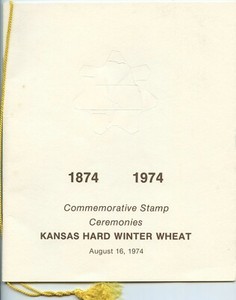 1874 1974
Commemorative Stamp
Ceremonies
KANSAS HARD WINTER WHEAT
August 16, 1974